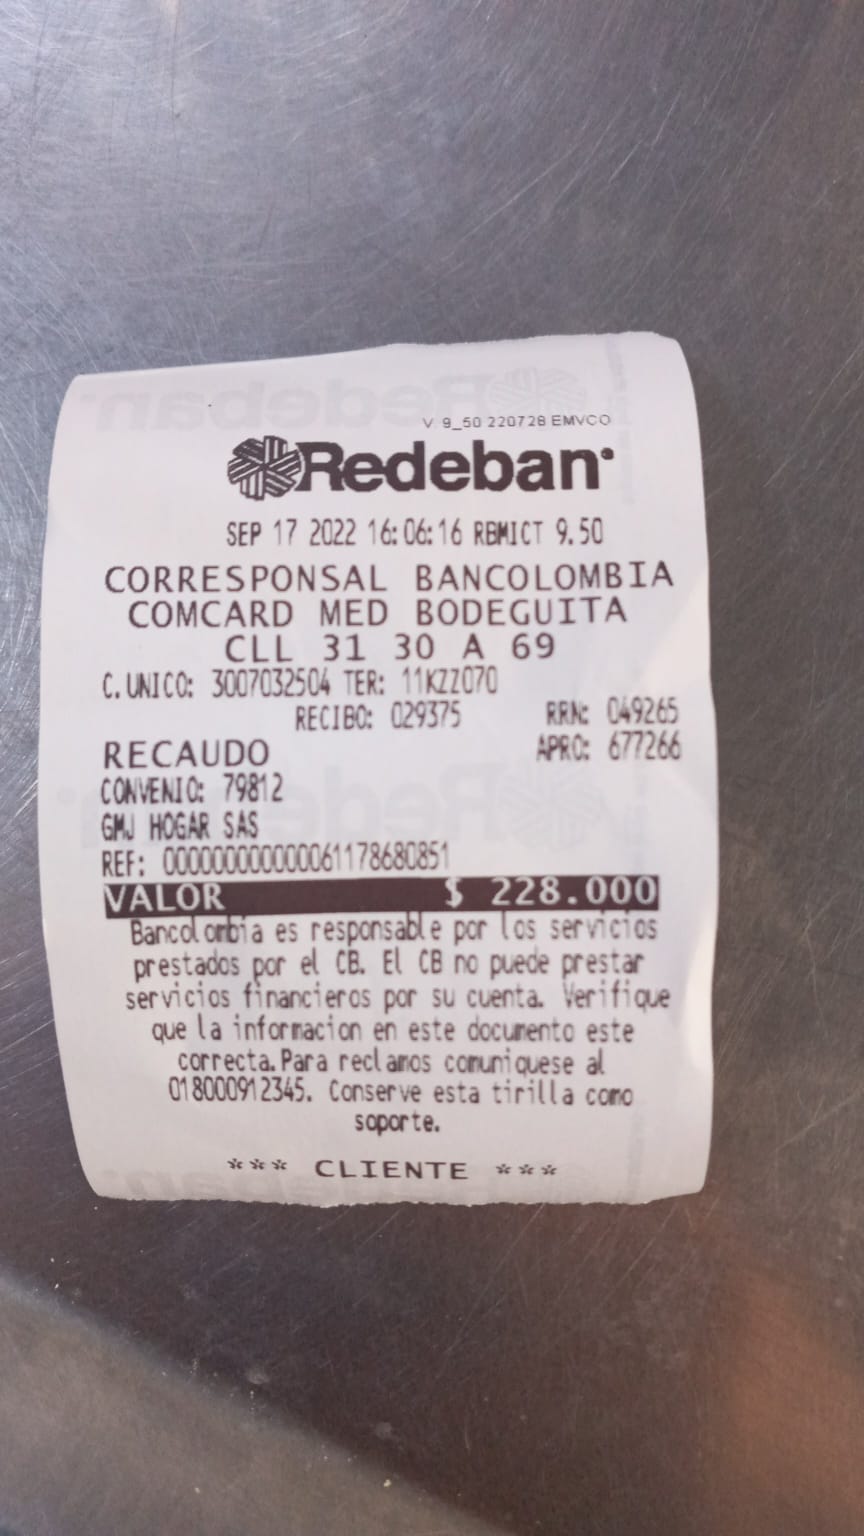 V. 9_50 220728 EMVCO
Redeban
SEP 17 2022 16:06:16 RBMICT 9.50
CORRESPONSAL BANCOLOMBIA
COMCARD MED BODEGUITA
CLL 31 30 A 69
C. UNICO: 3007032504 TER: 11KZZ070
RECIBO: 029375 RRN: 049265
RECAUDO APRO: 677266
CONVENIO: 79812
GMJ HOGAR SAS
REF: 0000000000000061178680851
VALOR $ 228.000
Bancolombia es responsable por los servicios
prestados por el CB. El CB no puede prestar
servicios financieros por su cuenta. Verifique
que la informacion en este documento este
correcta. Para reclamos comuniquese al
018000912345. Conserve esta tirilla como
soporte.
*** CLIENTE ***